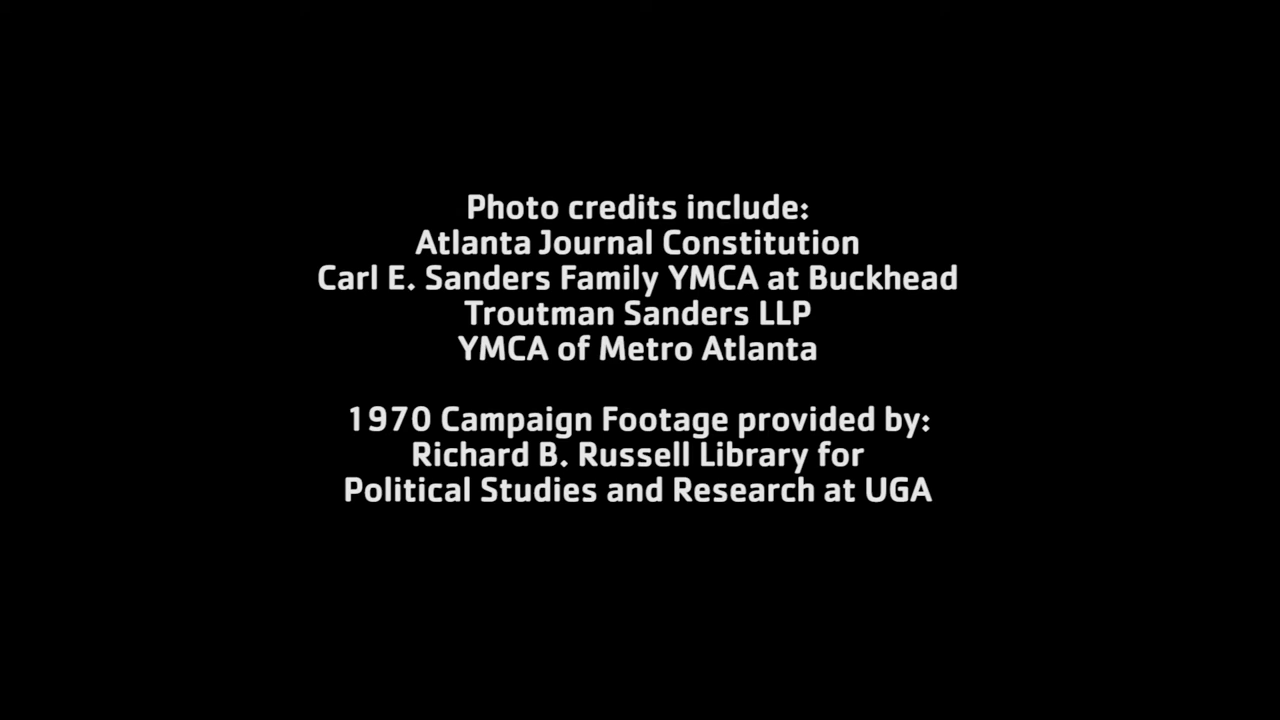 Photo credits include:
Atlanta Journal Constitution
Carl E. Sanders Family YMCA at Buckhead
Troutman Sanders LLP
YMCA of Metro Atlanta
1970 Campaign Footage provided by:
Richard B. Russell Library for
Political Studies and Research at UGA